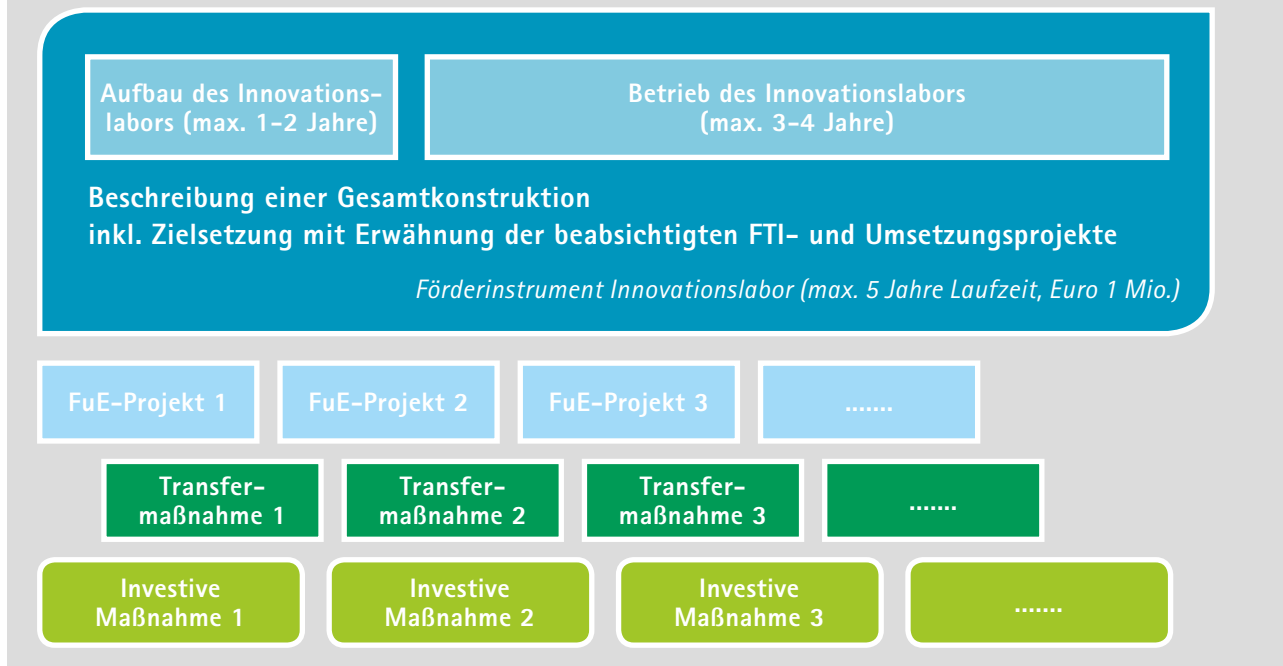 Aufbau des Innovations-
labors (max. 1-2 Jahre)
Betrieb des Innovationslabors
(max. 3-4 Jahre)
Beschreibung einer Gesamtkonstruktion
inkl. Zielsetzung mit Erwähnung der beabsichtigten FTI- und Umsetzungsprojekte
Förderinstrument Innovationslabor (max. 5 Jahre Laufzeit, Euro 1 Mio.)
FuE-Projekt 1
FuE-Projekt 2
FuE-Projekt 3
.......
Transfer-
maßnahme 1
Transfer-
maßnahme 2
Transfer-
maßnahme 3
.......
Investive
Maßnahme 1
Investive
Maßnahme 2
Investive
Maßnahme 3
.......